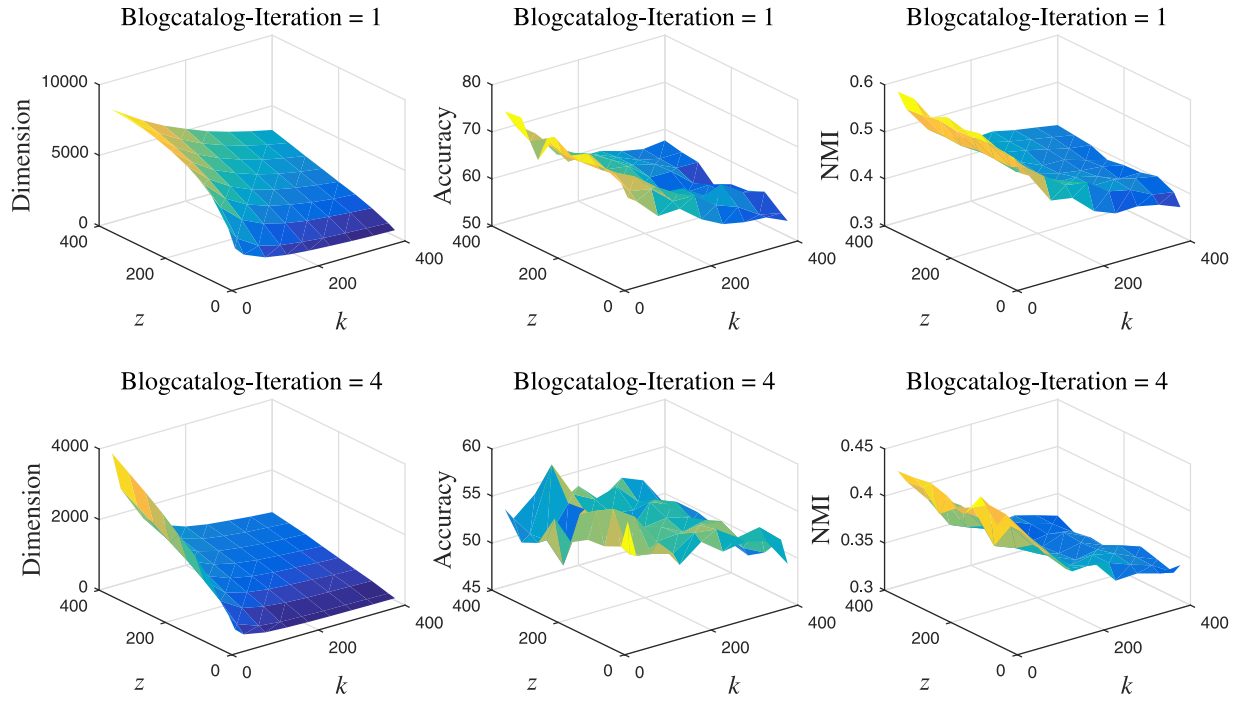 Blogcatalog-Iteration = 1
Dimension
10000
5000
0
400
200
0
z
0
200
400
k
Blogcatalog-Iteration = 1
Accuracy
80
70
60
50
400
200
0
z
0
200
400
k
Blogcatalog-Iteration = 1
NMI
0.6
0.5
0.4
0.3
400
200
0
z
0
200
400
k
Blogcatalog-Iteration = 4
Dimension
4000
2000
0
400
200
0
z
0
200
400
k
Blogcatalog-Iteration = 4
Accuracy
60
55
50
45
400
200
0
z
0
200
400
k
Blogcatalog-Iteration = 4
NMI
0.45
0.4
0.35
0.3
400
200
0
z
0
200
400
k